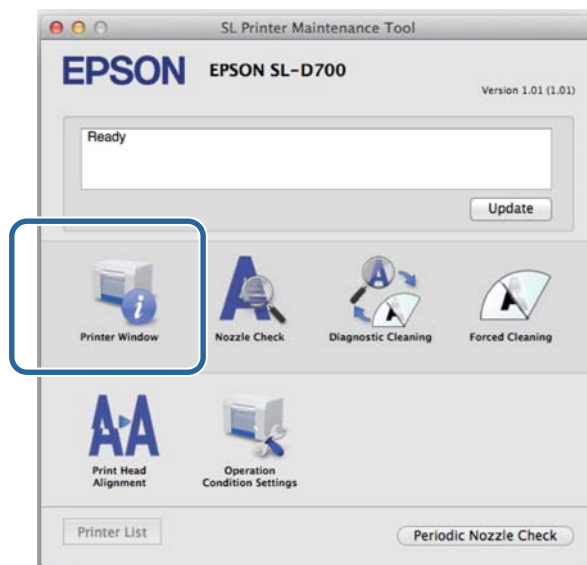 SL Printer Maintenance Tool
EPSON EPSON SL-D700
Version 1.01 (1.01)
Ready
Update
Printer Window Nozzle Check Diagnostic Cleaning Forced Cleaning
Print Head
Alignment
Operation
Condition Settings
Printer List Periodic Nozzle Check